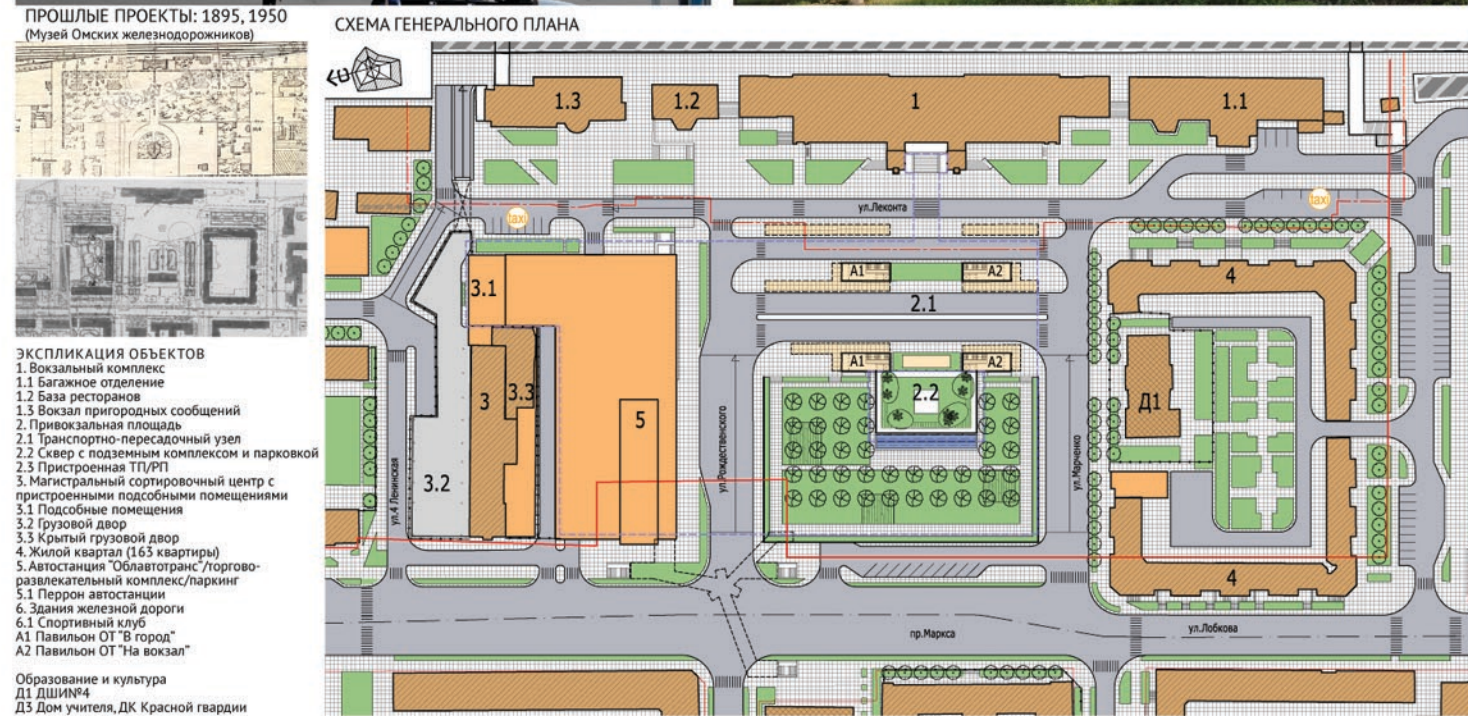 ПРОШЛЫЕ ПРОЕКТЫ: 1895, 1950
(Музей Омских железнодорожников)
ЭКСПЛИКАЦИЯ ОБЪЕКТОВ
1. Вокзальный комплекс
1.1 Багажное отделение
1.2 База ресторанов
1.3 Вокзал пригородных сообщений
2. Привокзальная площадь
2.1 Транспортно-пересадочный узел
2.2 Сквер с подземным комплексом и парковкой
2.3 Пристроенная ТП/РП
3. Магистральный сортировочный центр с
пристроенными подсобными помещениями
3.1 Подсобные помещения
3.2 Грузовой двор
3.3 Крытый грузовой двор
4. Жилой квартал (163 квартиры)
5. Автостанция "Облавтотранс"/торгово-
развлекательный комплекс/паркинг
5.1 Перрон автостанции
6. Здания железной дороги
6.1 Спортивный клуб
А1 Павильон ОТ "В город"
А2 Павильон ОТ "На вокзал"
Образование и культура
Д1 ДШИ№4
Д3 Дом учителя, ДК Красной гвардии
СХЕМА ГЕНЕРАЛЬНОГО ПЛАНА
1.3
1.2
1
1.1
taxi
ул.Леконта
taxi
3.1
А1
А2
4
2.1
3
3.3
5
А1
А2
2.2
Д1
3.2
ул.4 Ленинская
ул.Рождественского
ул.Марченко
4
пр.Маркса
ул.Лобкова